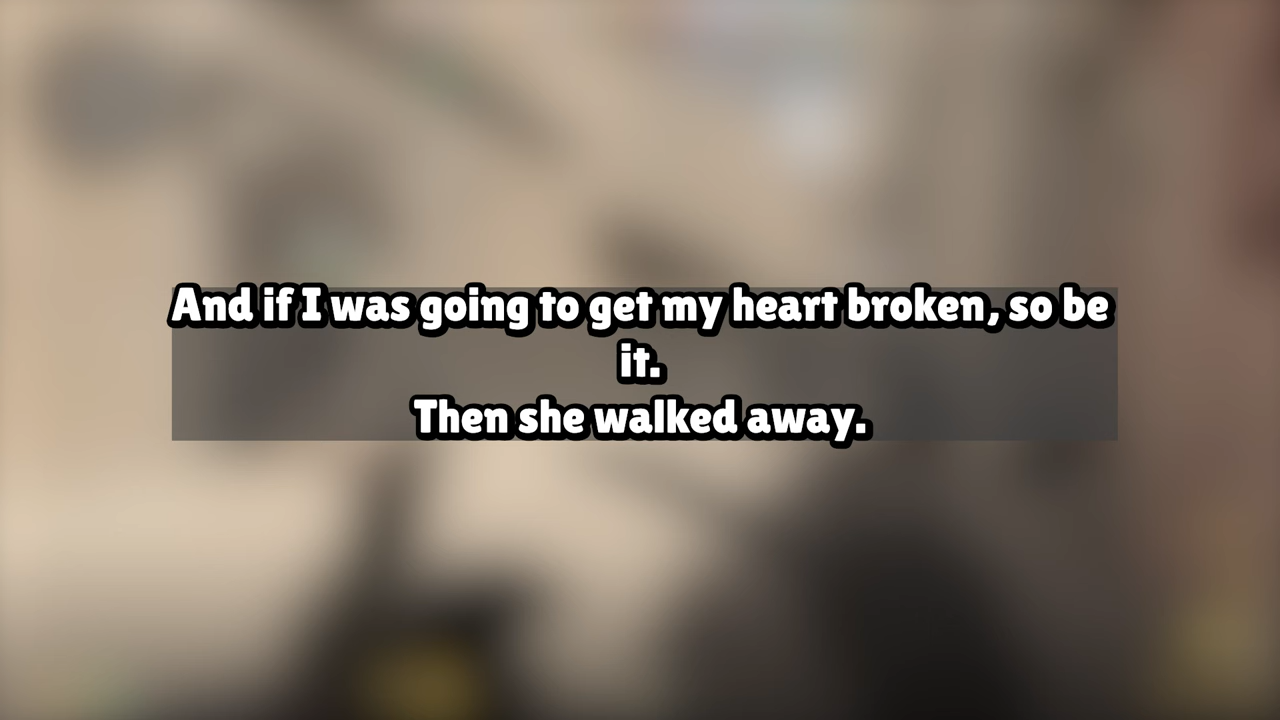 And if I was going to get my heart broken, so be
it.
Then she walked away.